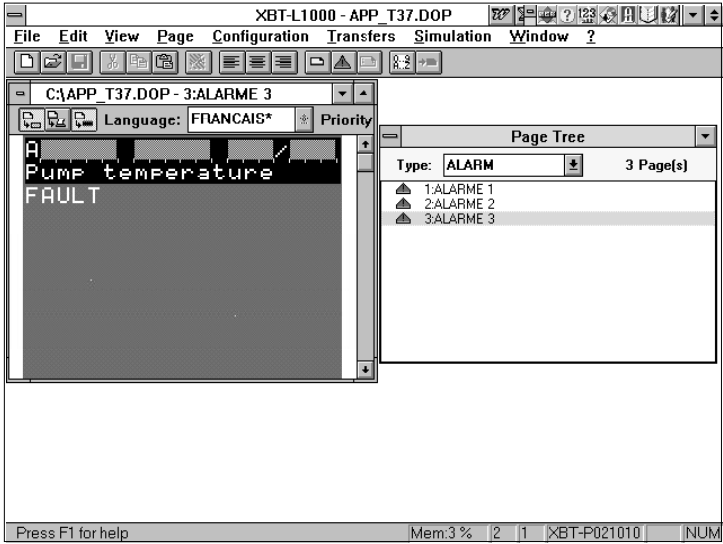 XBT-L1000 - APP_T37.DOP
File Edit View Page Configuration Transfers Simulation Window ?
C:\APP_T37.DOP - 3:ALARME 3
Language: FRANCAIS* Priority
A /
Pump temperature
FAULT
Page Tree
Type: ALARM 3 Page(s)
1:ALARME 1
2:ALARME 2
3:ALARME 3
Press F1 for help Mem:3 % 2 1 XBT-P021010 NUM